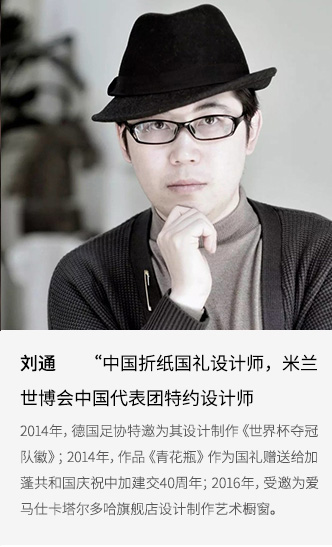 刘通 “中国折纸国礼设计师，米兰
世博会中国代表团特约设计师
2014年，德国足协特邀为其设计制作《世界杯夺冠
队徽》；2014年，作品《青花瓶》作为国礼赠送给加
蓬共和国庆祝中加建交40周年；2016年，受邀为爱
马仕卡塔尔多哈旗舰店设计制作艺术橱窗。